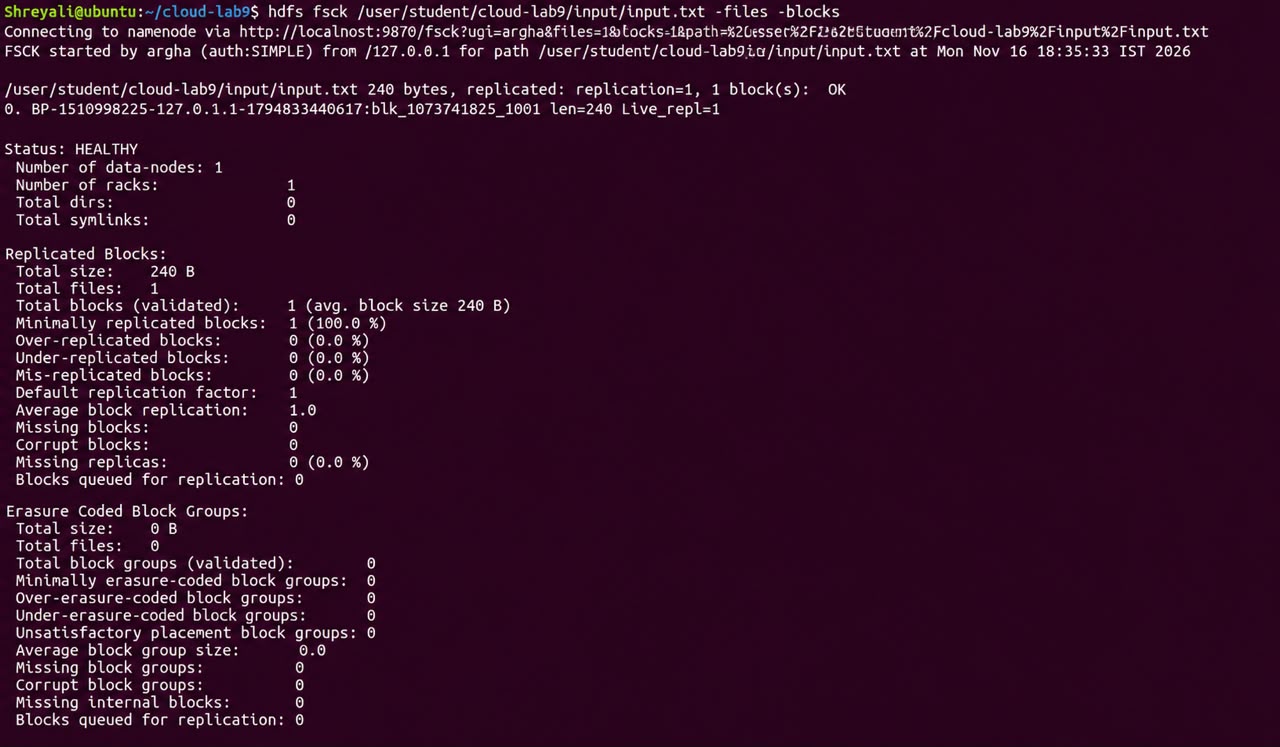 Shreyali@ubuntu:~/cloud-lab9$ hdfs fsck /user/student/cloud-lab9/input/input.txt -files -blocks
Connecting to namenode via http://localhost:9870/fsck?ugi=argha&files=1&blocks=1&path=%2Fcloud-lab9%2Finput%2Finput.txt
FSCK started by argha (auth:SIMPLE) from /127.0.0.1 for path /user/student/input/input.txt at Mon Nov 16 18:35:33 IST 2026
/user/student/cloud-lab9/input/input.txt 240 bytes, replicated: replication=1, 1 block(s):  OK
0. BP-1510998225-127.0.1.1-1794833440617:blk_1073741825_1001 len=240 Live_repl=1
Status: HEALTHY
Number of data-nodes: 1
Number of racks: 1
Total dirs: 0
Total symlinks: 0
Replicated Blocks:
Total size: 240 B
Total files: 1
Total blocks (validated): 1 (avg. block size 240 B)
Minimally replicated blocks: 1 (100.0 %)
Over-replicated blocks: 0 (0.0 %)
Under-replicated blocks: 0 (0.0 %)
Mis-replicated blocks: 0 (0.0 %)
Default replication factor: 1
Average block replication: 1.0
Missing blocks: 0
Corrupt blocks: 0
Missing replicas: 0 (0.0 %)
Blocks queued for replication: 0
Erasure Coded Block Groups:
Total size: 0 B
Total files: 0
Total block groups (validated): 0
Minimally erasure-coded block groups: 0
Over-erasure-coded block groups: 0
Under-erasure-coded block groups: 0
Unsatisfactory placement block groups: 0
Average block group size: 0.0
Missing block groups: 0
Corrupt block groups: 0
Missing internal blocks: 0
Blocks queued for replication: 0